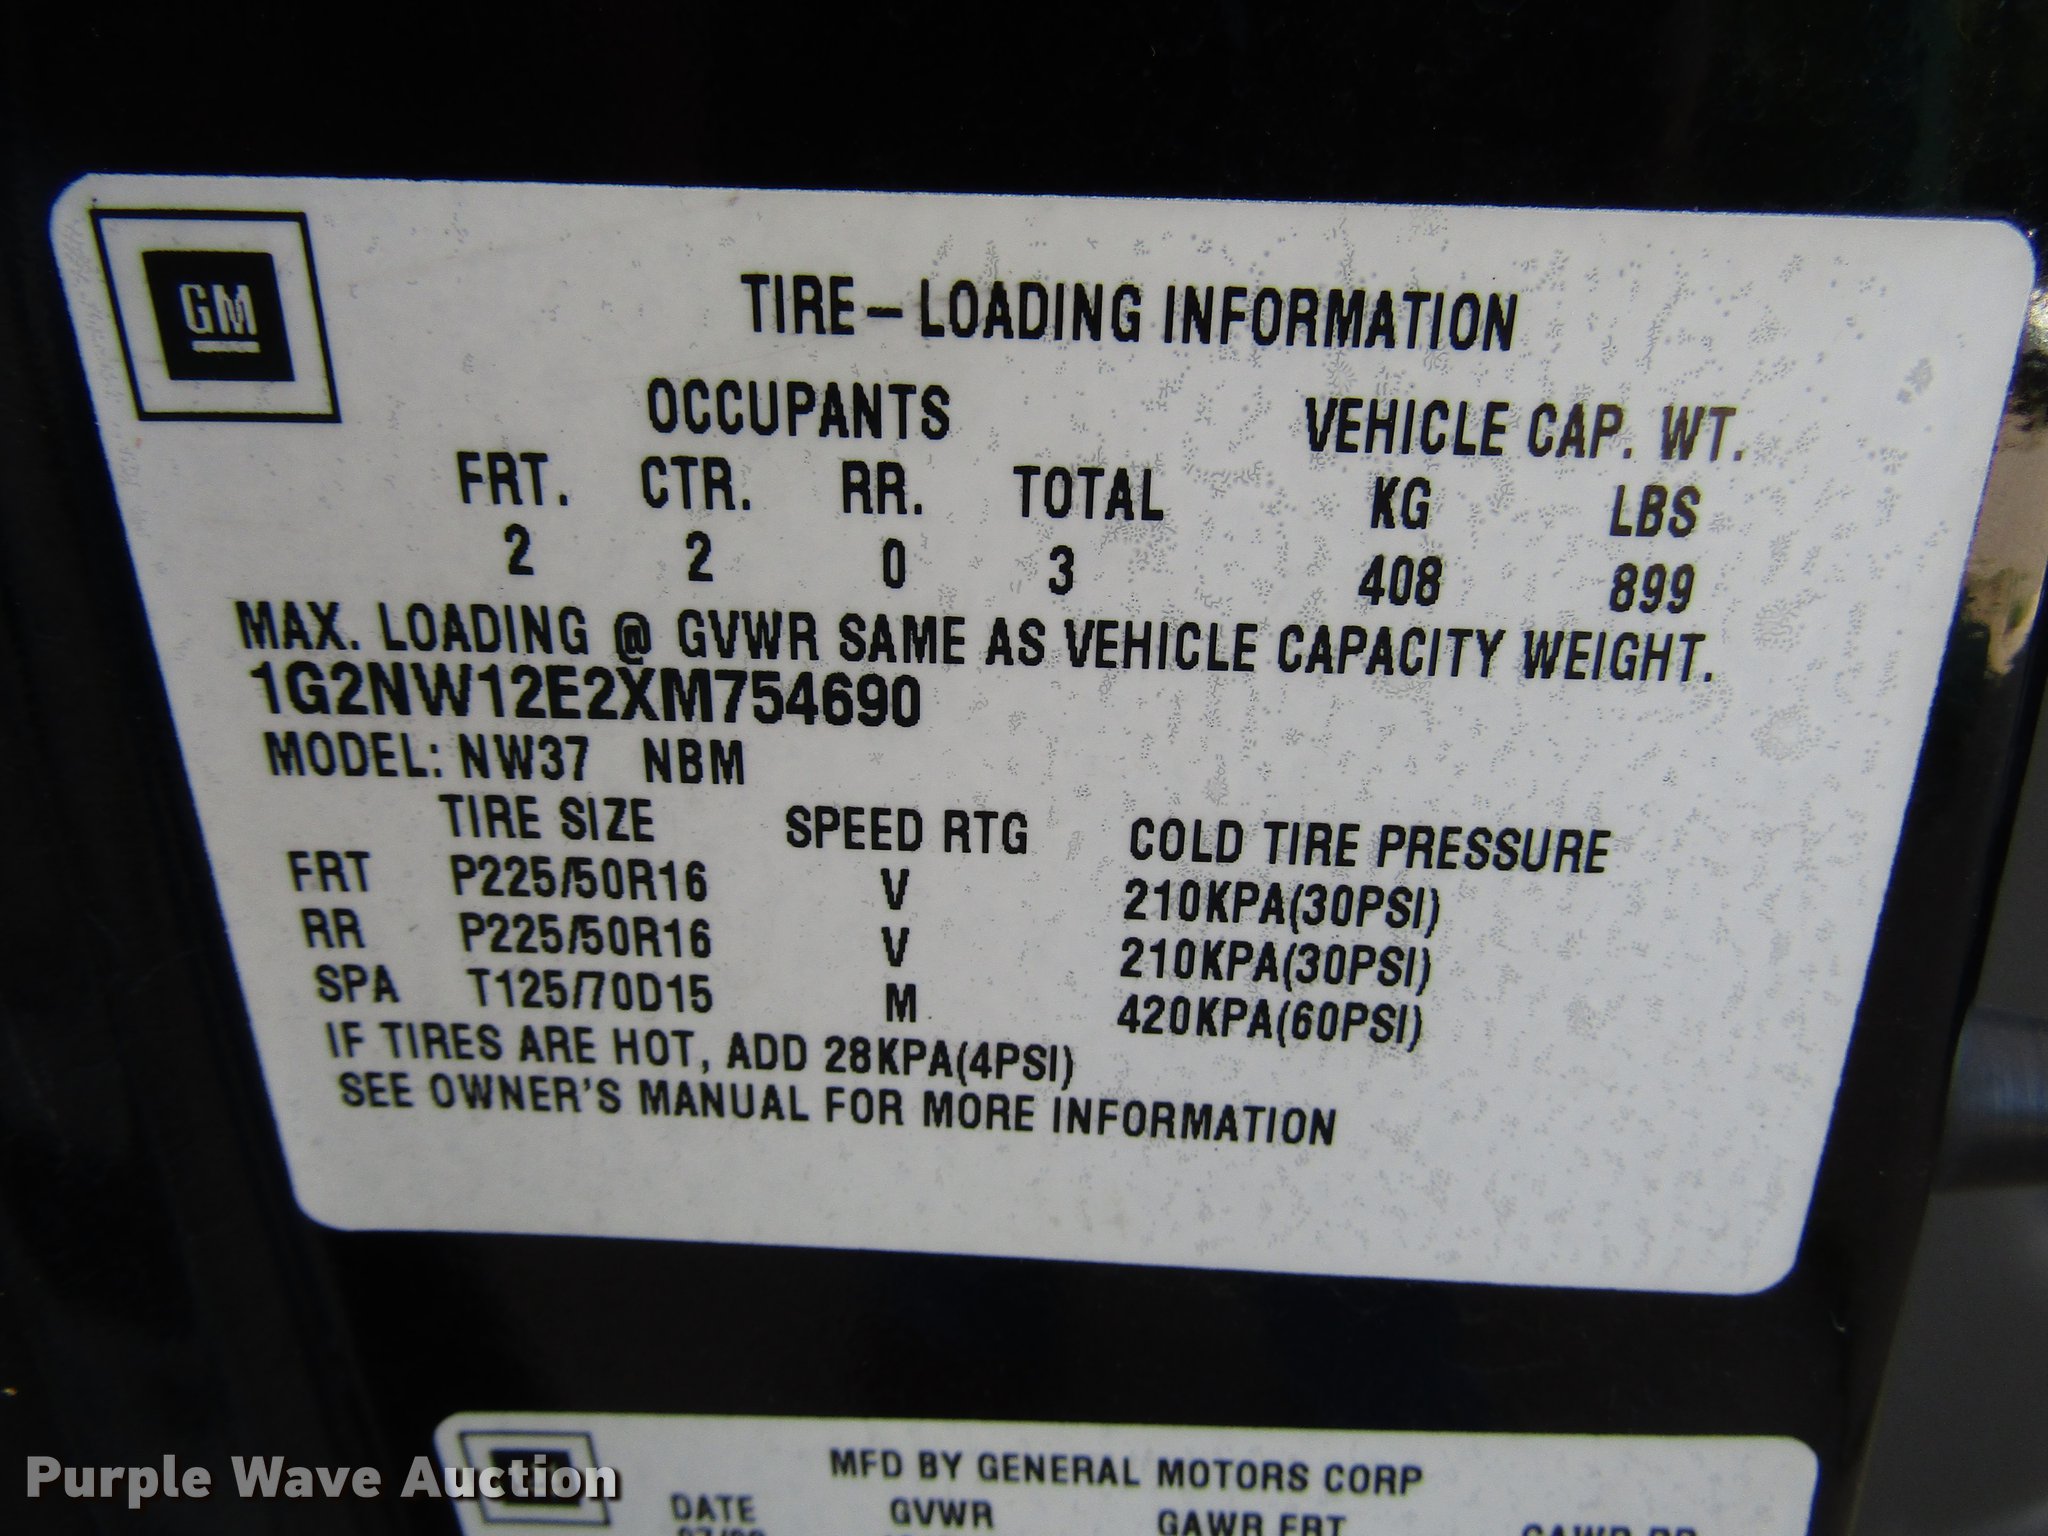 GM
TIRE – LOADING INFORMATION
OCCUPANTS VEHICLE CAP. WT.
FRT. CTR. RR. TOTAL KG LBS
2 2 0 3 408 899
MAX. LOADING @ GVWR SAME AS VEHICLE CAPACITY WEIGHT.
1G2NW12E2XM754690
MODEL: NW37 NBM
TIRE SIZE SPEED RTG COLD TIRE PRESSURE
FRT P225/50R16 V 210KPA(30PSI)
RR P225/50R16 V 210KPA(30PSI)
SPA T125/70D15 M 420KPA(60PSI)
IF TIRES ARE HOT, ADD 28KPA(4PSI)
SEE OWNER'S MANUAL FOR MORE INFORMATION
MFD BY GENERAL MOTORS CORP
DATE GVWR GAWR FRT GAWR RR
Purple Wave Auction